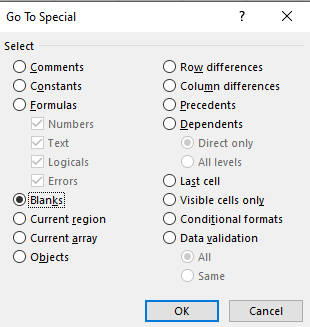 Go To Special ? ×
Select
Comments
Constants
Formulas
Numbers
Text
Logicals
Errors
Blanks
Current region
Current array
Objects
Row differences
Column differences
Precedents
Dependents
Direct only
All levels
Last cell
Visible cells only
Conditional formats
Data validation
All
Same
OK
Cancel